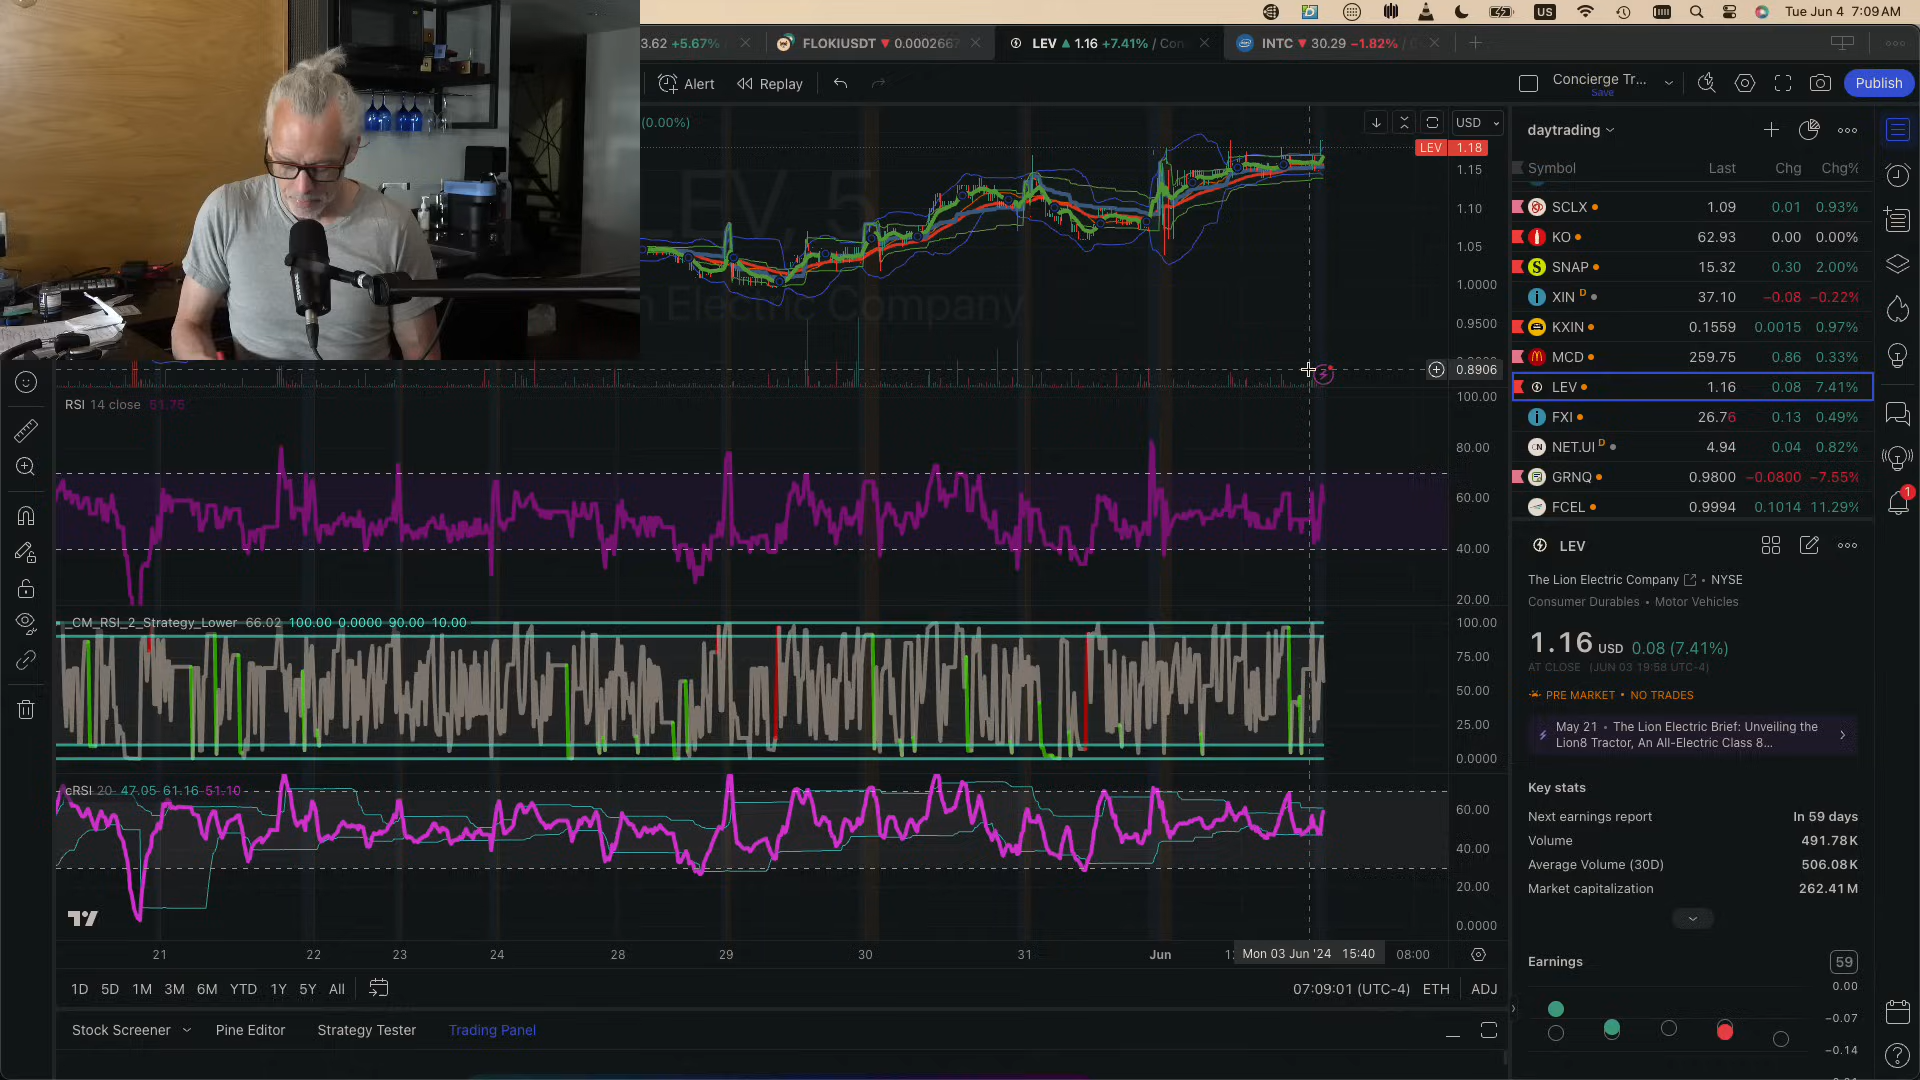 US
Tue Jun 4 7:09 AM
3.62 +5.67%
FLOKIUSDT 0.0002667
LEV 1.16 +7.41% / Con
INTC 30.29 −1.82% /
Alert
Replay
Concierge Tr...
Save
Publish
(0.00%)
USD
LEV 1.18
1.15
1.10
1.05
1.0000
0.9500
0.8906
LEV, 5
n Electric Company
daytrading
Symbol Last Chg Chg%
SCLX 1.09 0.01 0.93%
KO 62.93 0.00 0.00%
SNAP 15.32 0.30 2.00%
XIN D 37.10 −0.08 −0.22%
KXIN 0.1559 0.0015 0.97%
MCD 259.75 0.86 0.33%
LEV 1.16 0.08 7.41%
FXI 26.76 0.13 0.49%
NET.UI D 4.94 0.04 0.82%
GRNQ 0.9800 −0.0800 −7.55%
FCEL 0.9994 0.1014 11.29%
1
RSI 14 close 51.75
100.00
80.00
60.00
40.00
20.00
_CM_RSI_2_Strategy_Lower 66.02 100.00 0.0000 90.00 10.00
100.00
75.00
50.00
25.00
0.0000
cRSI 20 47.05 61.16 51.10
60.00
40.00
20.00
0.0000
21 22 23 24 28 29 30 31 Jun Mon 03 Jun '24 15:40 08:00
1D 5D 1M 3M 6M YTD 1Y 5Y All
07:09:01 (UTC-4) ETH ADJ
Stock Screener Pine Editor Strategy Tester Trading Panel
LEV
The Lion Electric Company • NYSE
Consumer Durables • Motor Vehicles
1.16 USD 0.08 (7.41%)
AT CLOSE (JUN 03 19:58 UTC-4)
PRE MARKET • NO TRADES
May 21 • The Lion Electric Brief: Unveiling the
Lion8 Tractor, An All-Electric Class 8...
Key stats
Next earnings report In 59 days
Volume 491.78K
Average Volume (30D) 506.08K
Market capitalization 262.41M
Earnings 59
0.00
−0.07
−0.14